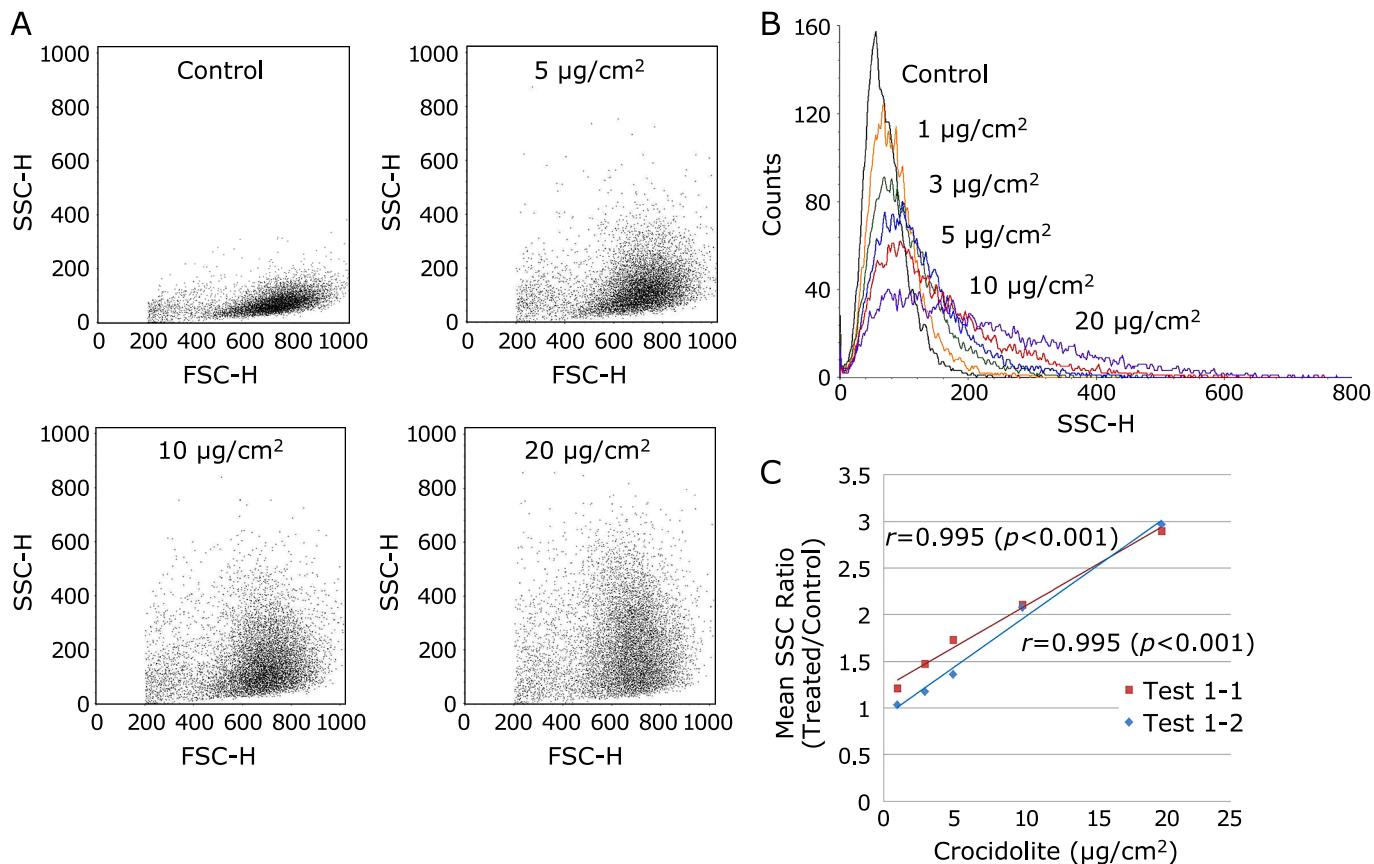 A
1000
800
600
400
200
0
SSC-H
Control
200 400 600 800 1000
FSC-H
1000
800
600
400
200
0
SSC-H
5 µg/cm²
0 200 400 600 800 1000
FSC-H
1000
800
600
400
200
0
SSC-H
10 µg/cm²
0 200 400 600 800 1000
FSC-H
1000
800
600
400
200
0
SSC-H
20 µg/cm²
0 200 400 600 800 1000
FSC-H
B
160
120
80
40
0
Counts
Control
1 µg/cm²
3 µg/cm²
5 µg/cm²
10 µg/cm²
20 µg/cm²
0 200 400 600 800
SSC-H
C
3.5
3
2.5
2
1.5
1
0.5
0
Mean SSC Ratio
(Treated/Control)
r=0.995 (p<0.001)
r=0.995 (p<0.001)
Test 1-1
Test 1-2
0 5 10 15 20 25
Crocidolite (µg/cm²)